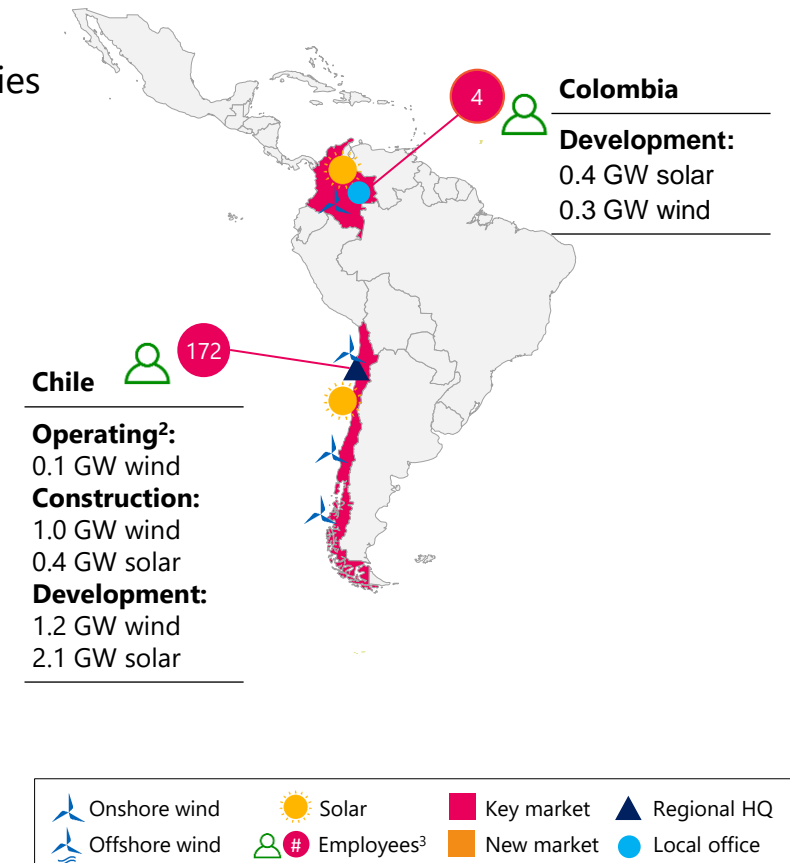 ies
4
Colombia
Development:
0.4 GW solar
0.3 GW wind
172
Chile
Operating²:
0.1 GW wind
Construction:
1.0 GW wind
0.4 GW solar
Development:
1.2 GW wind
2.1 GW solar
Onshore wind
Solar
Key market
Regional HQ
Offshore wind
# Employees³
New market
Local office